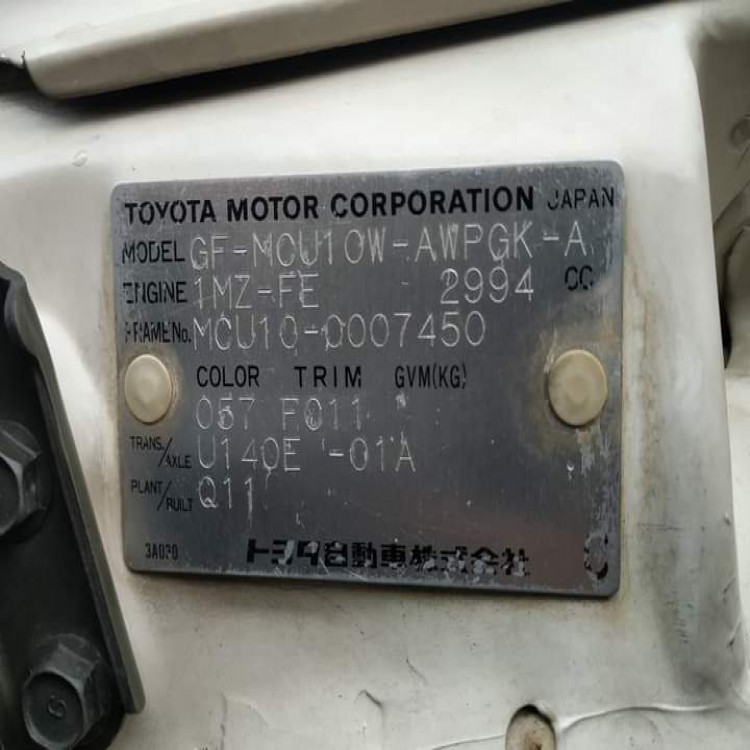 TOYOTA MOTOR CORPORATION JAPAN
MODEL GF-MCU10W-AWPGK-A
ENGINE 1MZ-FE 2994 CC
FRAME No. MCU10-0007450
COLOR TRIM GVM(KG)
057 F011
TRANS/AXLE U140E -01A
PLANT/BUILT Q11
3A020 トヨタ自動車株式会社 C